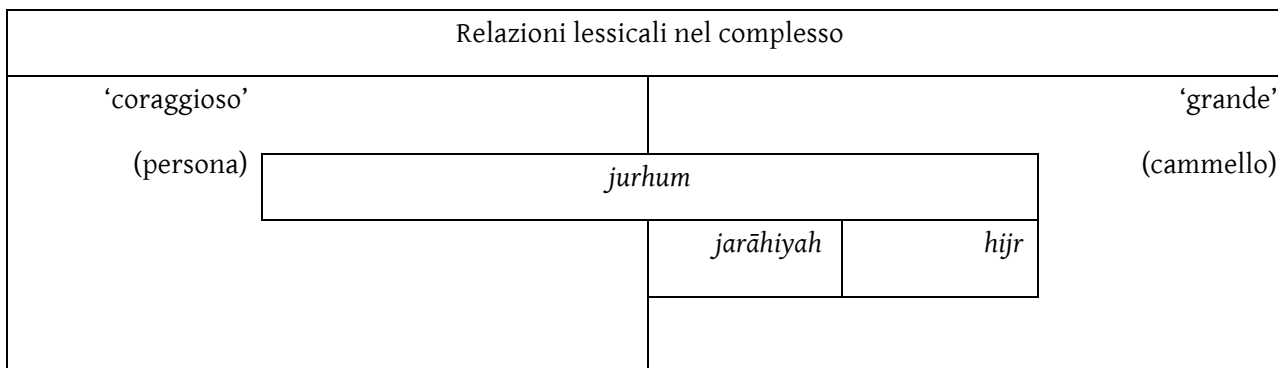 Relazioni lessicali nel complesso
‘coraggioso’ ‘grande’
(persona) jurhum (cammello)
jarāhiyah hijr